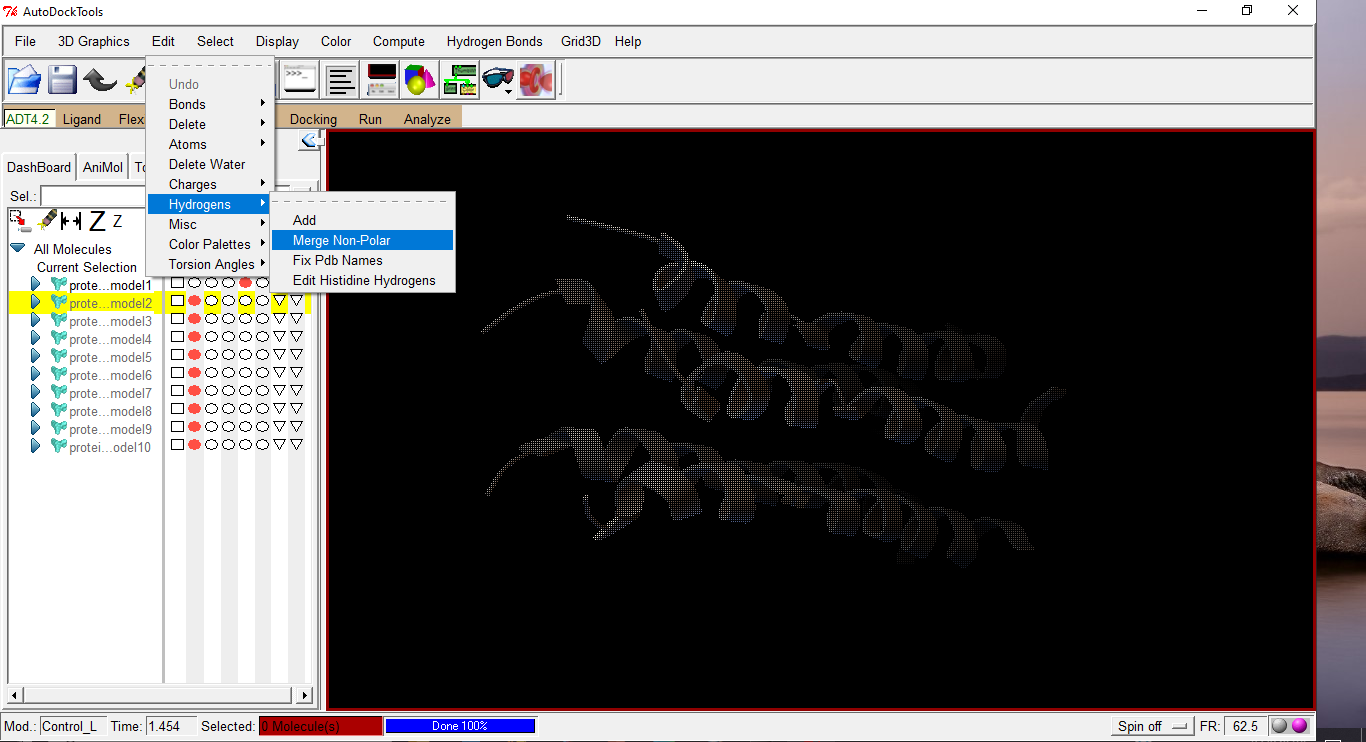 AutoDockTools
File 3D Graphics Edit Select Display Color Compute Hydrogen Bonds Grid3D Help
Undo
Bonds
Delete
Atoms
Delete Water
Charges
Hydrogens
Misc
Color Palettes
Torsion Angles
Add
Merge Non-Polar
Fix Pdb Names
Edit Histidine Hydrogens
>>>_
ADT4.2 Ligand Flex Docking Run Analyze
DashBoard AniMol To
Sel.:
Z Z
All Molecules
Current Selection
prote...model1
prote...model2
prote...model3
prote...model4
prote...model5
prote...model6
prote...model7
prote...model8
prote...model9
protei...odel10
Mod.: Control_L Time: 1.454 Selected: 0 Molecule(s) Done 100% Spin off FR: 62.5